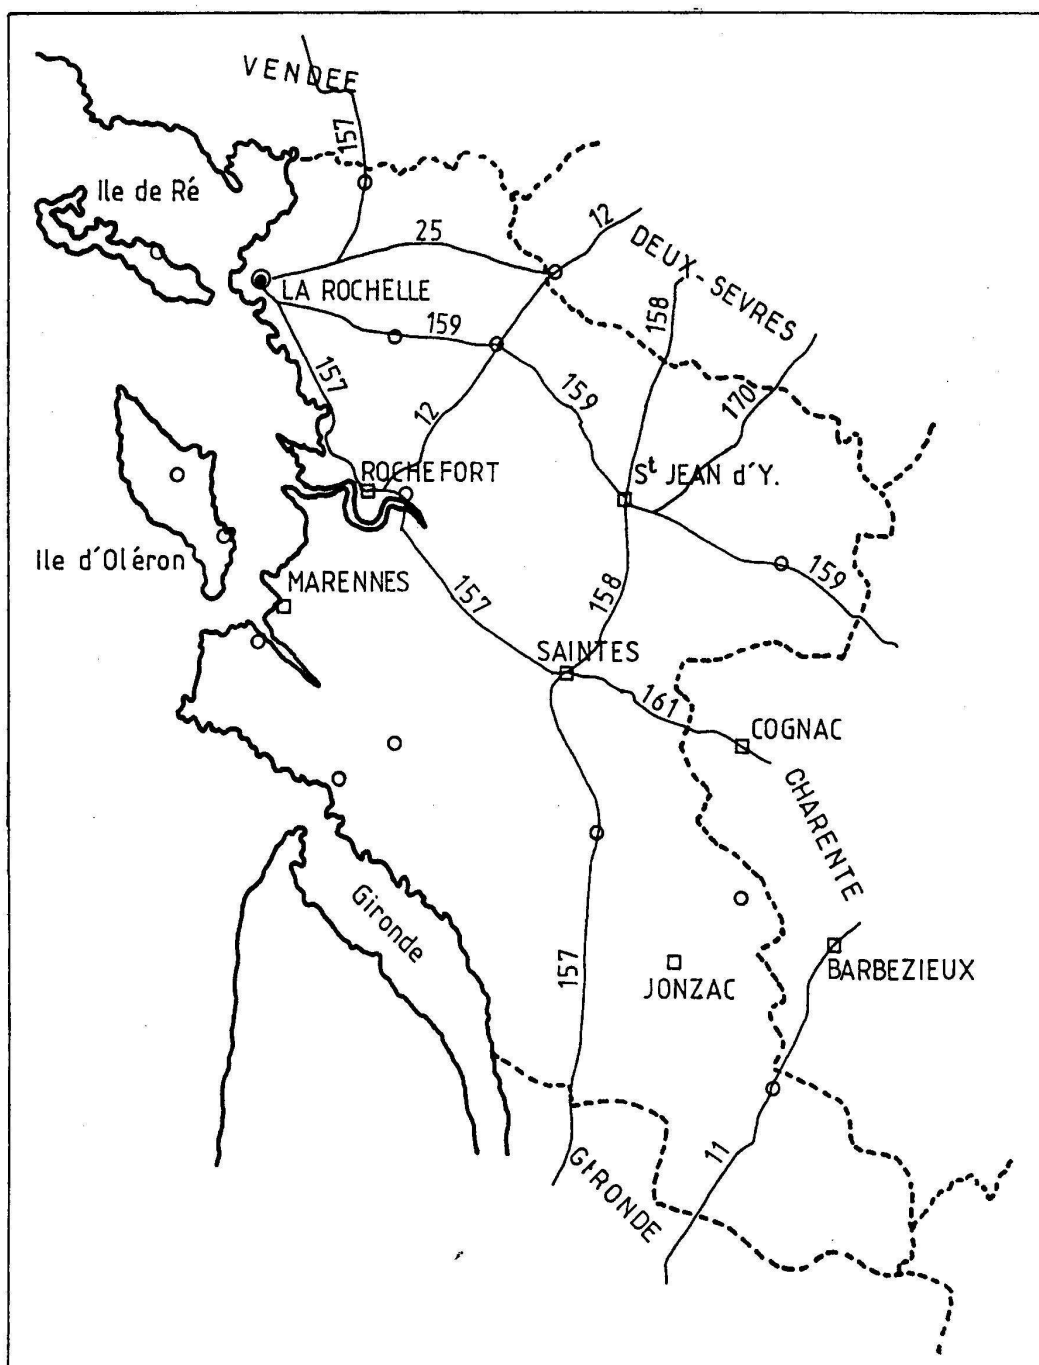 VENDEE
157
Ile de Ré
25
12
DEUX-SEVRES
LA ROCHELLE
159
158
157
170
159
12
ROCHEFORT
St JEAN d'Y.
Ile d'Oléron
MARENNES
157
158
159
SAINTES
161
COGNAC
CHARENTE
Gironde
157
JONZAC
BARBEZIEUX
11
GIRONDE